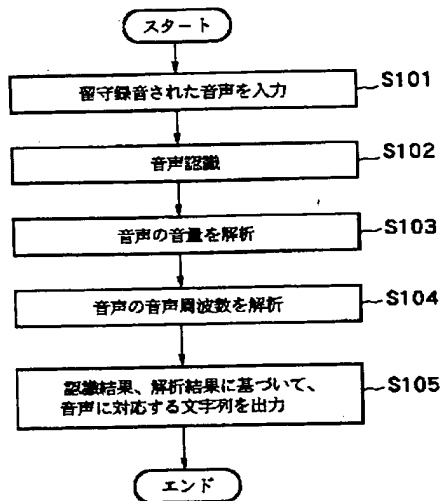 スタート
留守録音された音声を入力
S101
音声認識
S102
音声の音量を解析
S103
音声の音声周波数を解析
S104
認識結果、解析結果に基づいて、
音声に対応する文字列を出力
S105
エンド